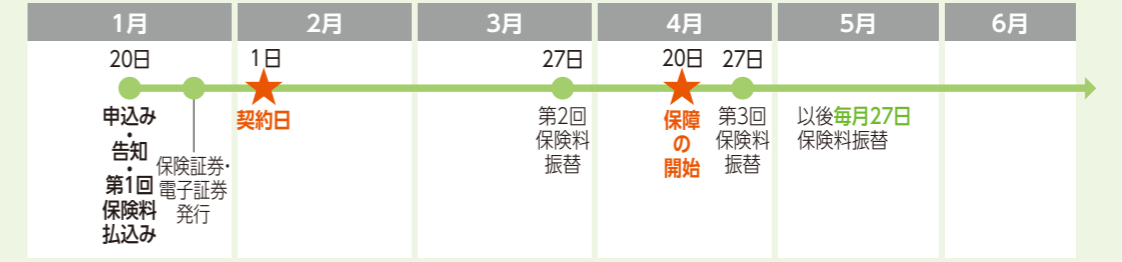 1月
2月
3月
4月
5月
6月
20日
1日
27日
20日
27日
申込み
・
告知
・
第1回
保険料
払込み
保険証券・
電子証券
発行
契約日
第2回
保険料
振替
保障
の
開始
第3回
保険料
振替
以後毎月27日
保険料振替